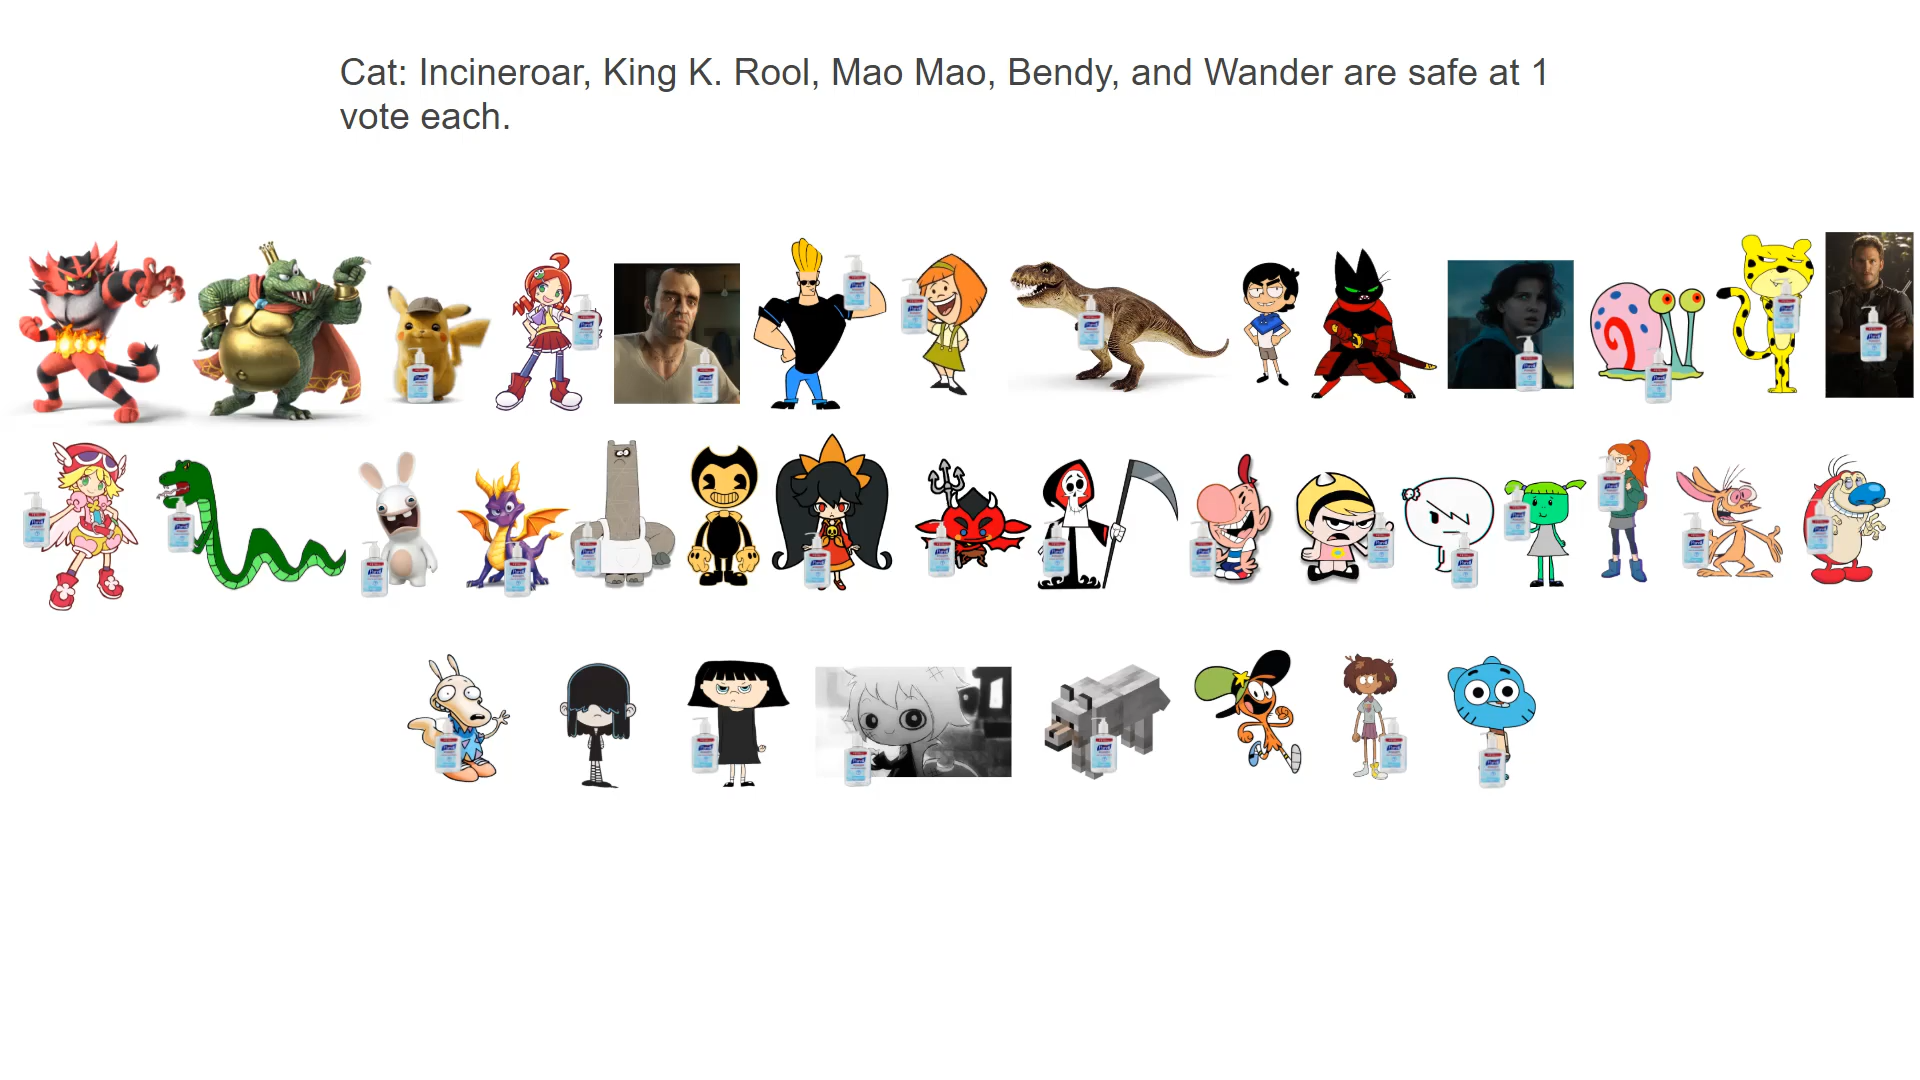 Cat: Incineroar, King K. Rool, Mao Mao, Bendy, and Wander are safe at 1
vote each.